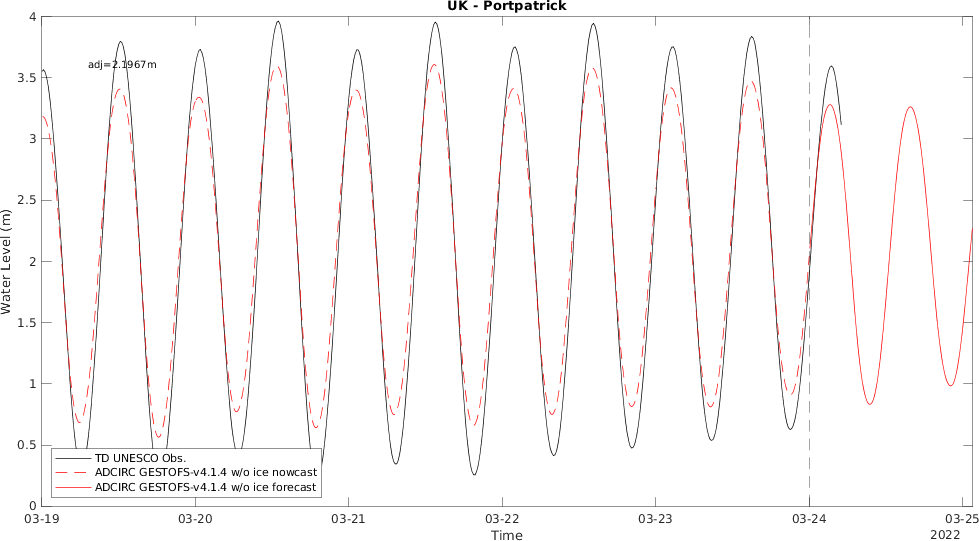 UK - Portpatrick
adj=2.1967m
Water Level (m)
4
3.5
3
2.5
2
1.5
1
0.5
0
TD UNESCO Obs.
ADCIRC GESTOFS-v4.1.4 w/o ice nowcast
ADCIRC GESTOFS-v4.1.4 w/o ice forecast
03-19 03-20 03-21 03-22 03-23 03-24 03-25
Time
2022